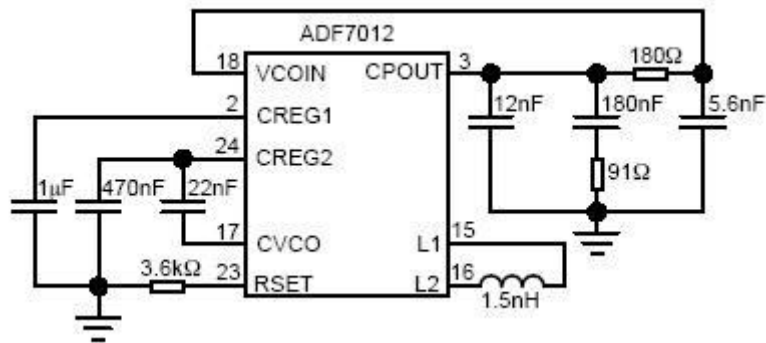 ADF7012
18 VCOIN CPOUT 3 180Ω
2 CREG1 12nF 180nF 5.6nF
24 CREG2
1μF 470nF 22nF 91Ω
17 CVCO L1 15
3.6kΩ 23 RSET L2 16
1.5nH